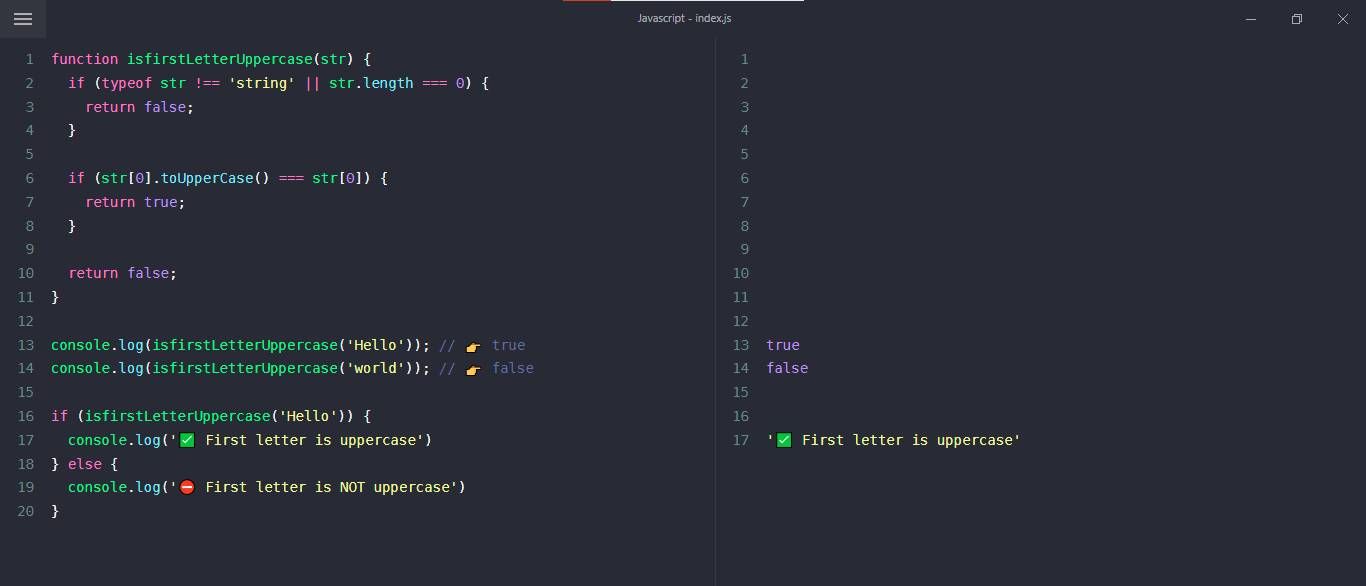 Javascript - index.js
1 function isfirstLetterUppercase(str) {
2   if (typeof str !== 'string' || str.length === 0) {
3     return false;
4   }
5
6   if (str[0].toUpperCase() === str[0]) {
7     return true;
8   }
9
10   return false;
11 }
12
13 console.log(isfirstLetterUppercase('Hello')); // 👉 true
14 console.log(isfirstLetterUppercase('world')); // 👉 false
15
16 if (isfirstLetterUppercase('Hello')) {
17   console.log('✅ First letter is uppercase')
18 } else {
19   console.log('⛔ First letter is NOT uppercase')
20 }
1
2
3
4
5
6
7
8
9
10
11
12
13 true
14 false
15
16
17 '✅ First letter is uppercase'